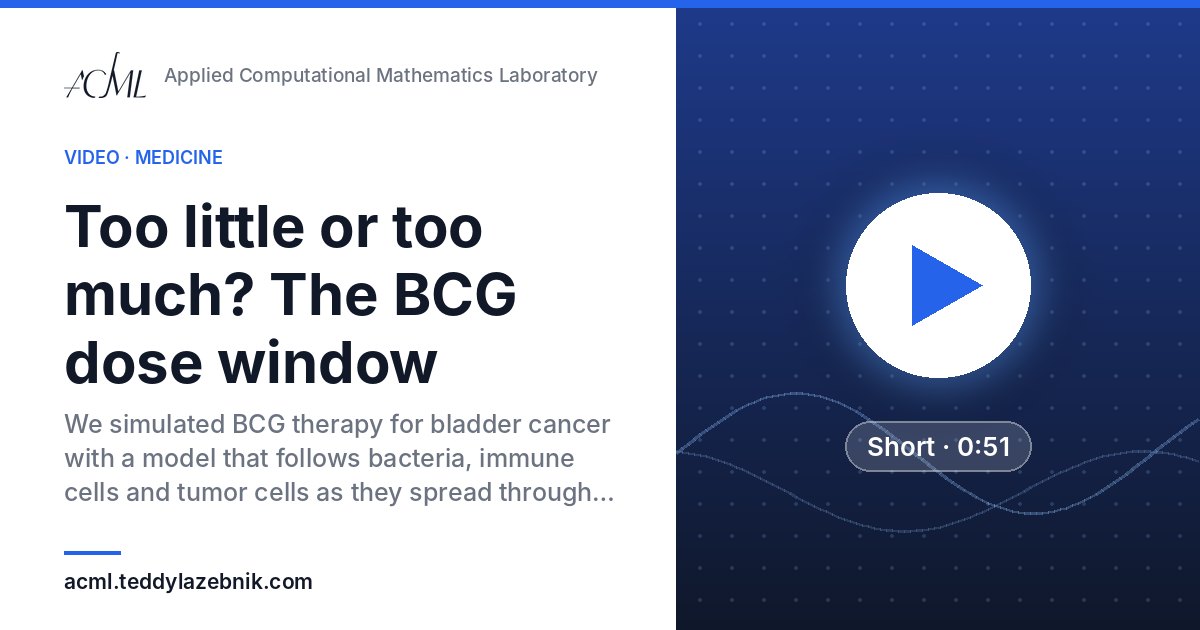 ACML Applied Computational Mathematics Laboratory
VIDEO · MEDICINE
Too little or too
much? The BCG
dose window
We simulated BCG therapy for bladder cancer
with a model that follows bacteria, immune
cells and tumor cells as they spread through...
acml.teddylazebnik.com
Short · 0:51